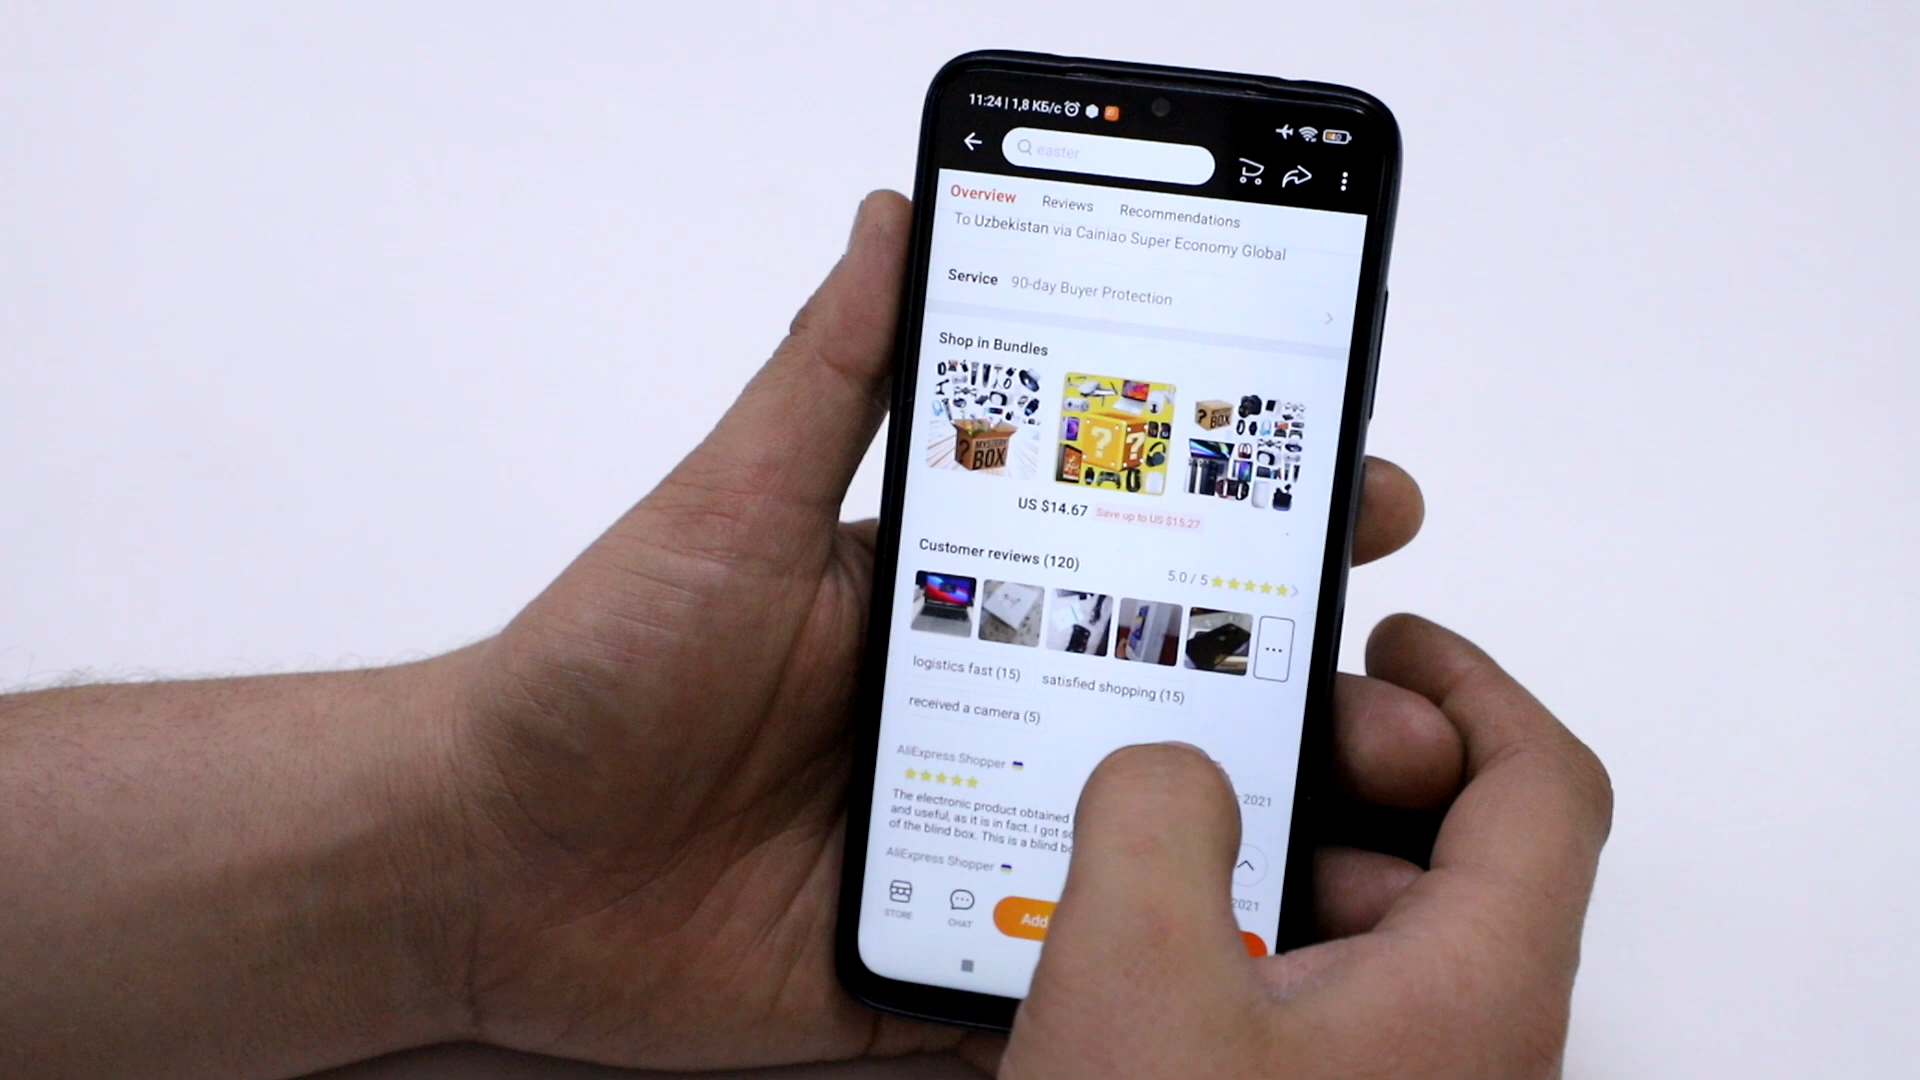 11:24 | 1,8 КБ/с
40
easter
Overview Reviews Recommendations
To Uzbekistan via Cainiao Super Economy Global
Service 90-day Buyer Protection
Shop in Bundles
? MYSTERY BOX
? ?
? BOX
US $14.67 Save up to US $15.27
Customer reviews (120)
5.0 / 5
logistics fast (15) satisfied shopping (15)
received a camera (5)
AliExpress Shopper
2021
The electronic product obtained
and useful, as it is in fact. I got
of the blind box. This is a blind
AliExpress Shopper
2021
STORE CHAT Add